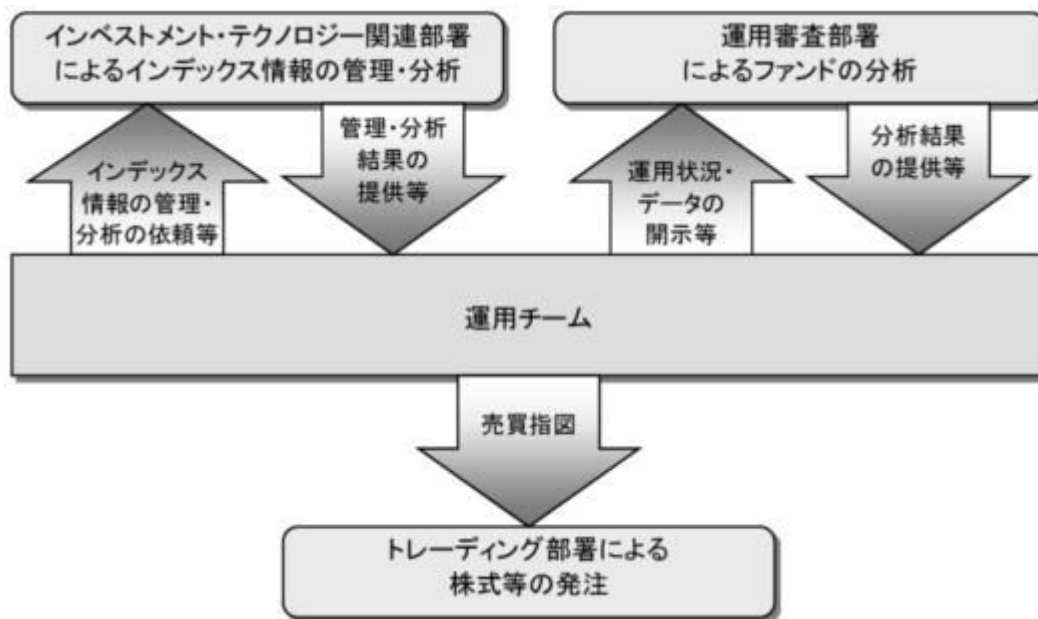 インベストメント・テクノロジー関連部署
によるインデックス情報の管理・分析
運用審査部署
によるファンドの分析
インデックス
情報の管理・
分析の依頼等
管理・分析
結果の
提供等
運用状況・
データの
開示等
分析結果
の提供等
運用チーム
売買指図
トレーディング部署による
株式等の発注